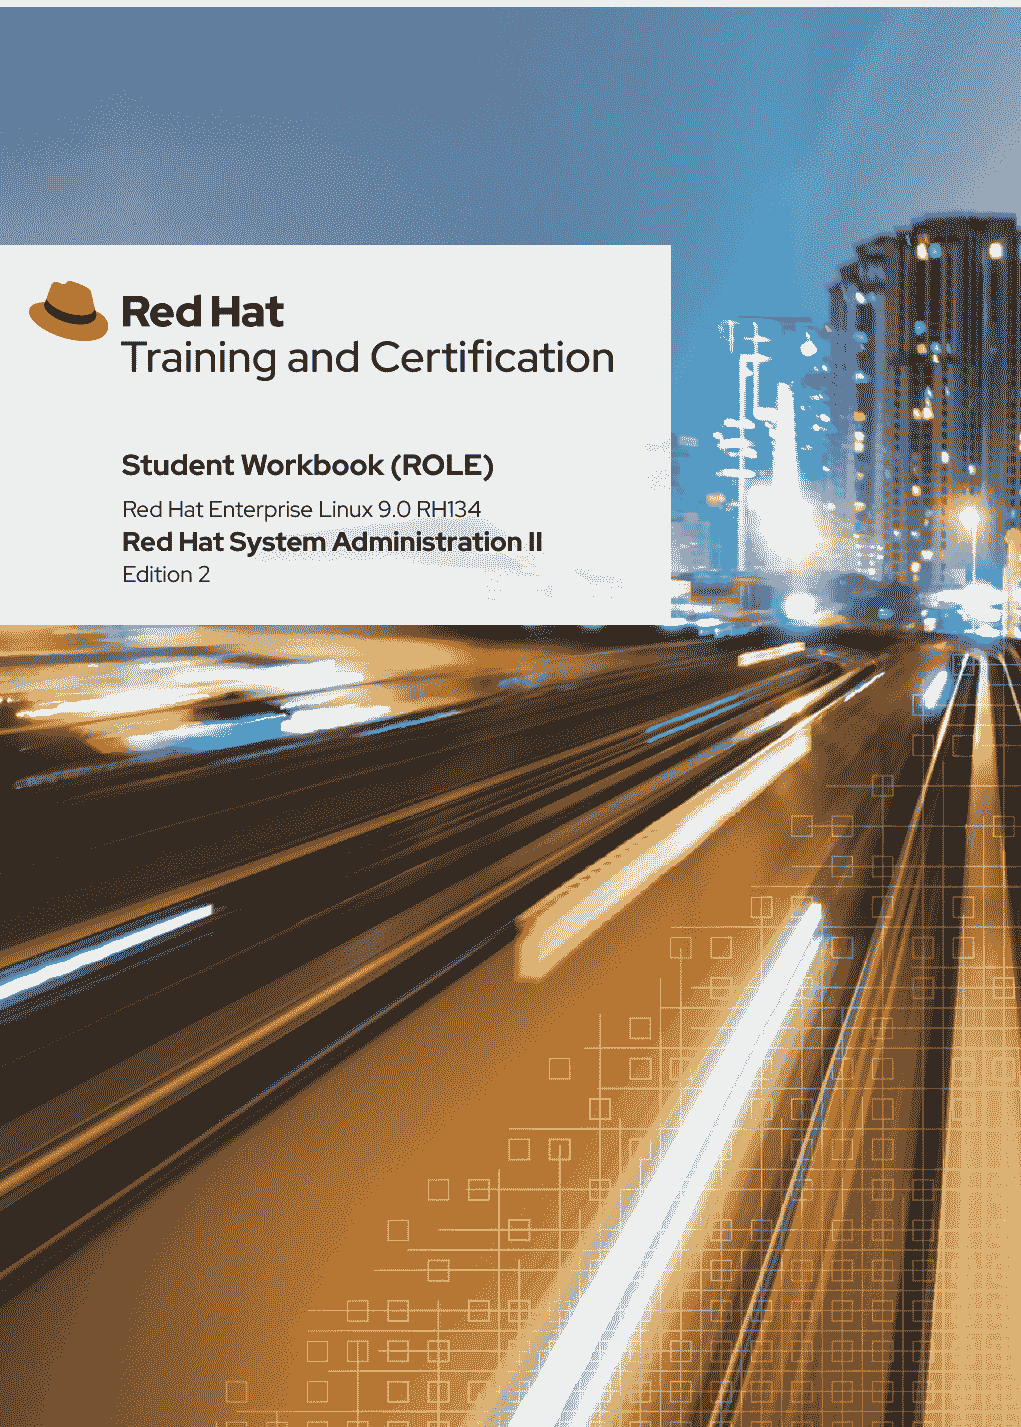 Red Hat
Training and Certification
Student Workbook (ROLE)
Red Hat Enterprise Linux 9.0 RH134
Red Hat System Administration II
Edition 2